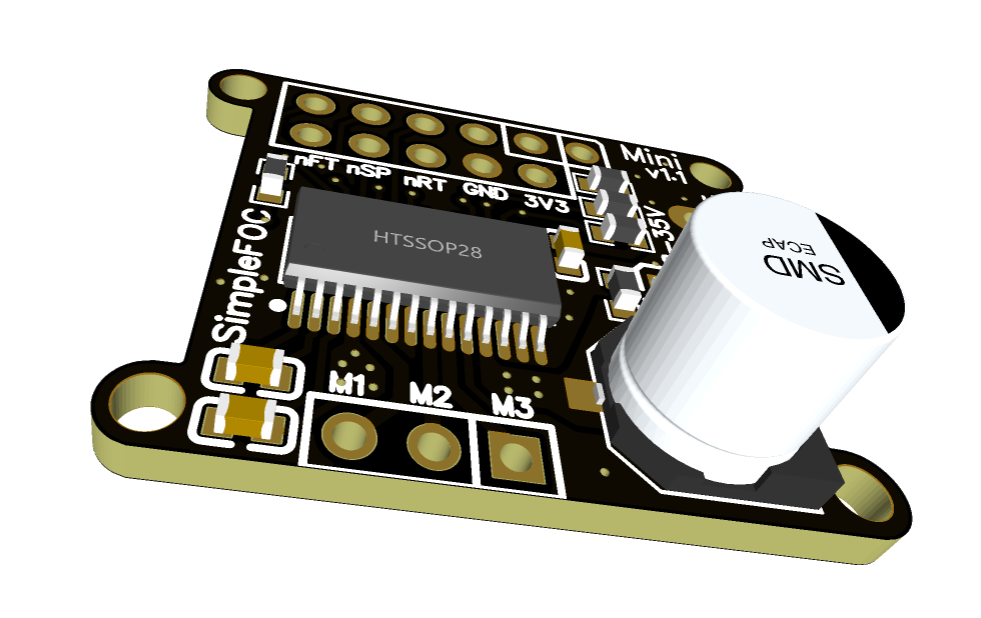 Mini
v1.1
nFT nSP nRT GND 3V3
35V
HTSSOP28
SMD
ECAP
SimpleFOC
M1 M2 M3